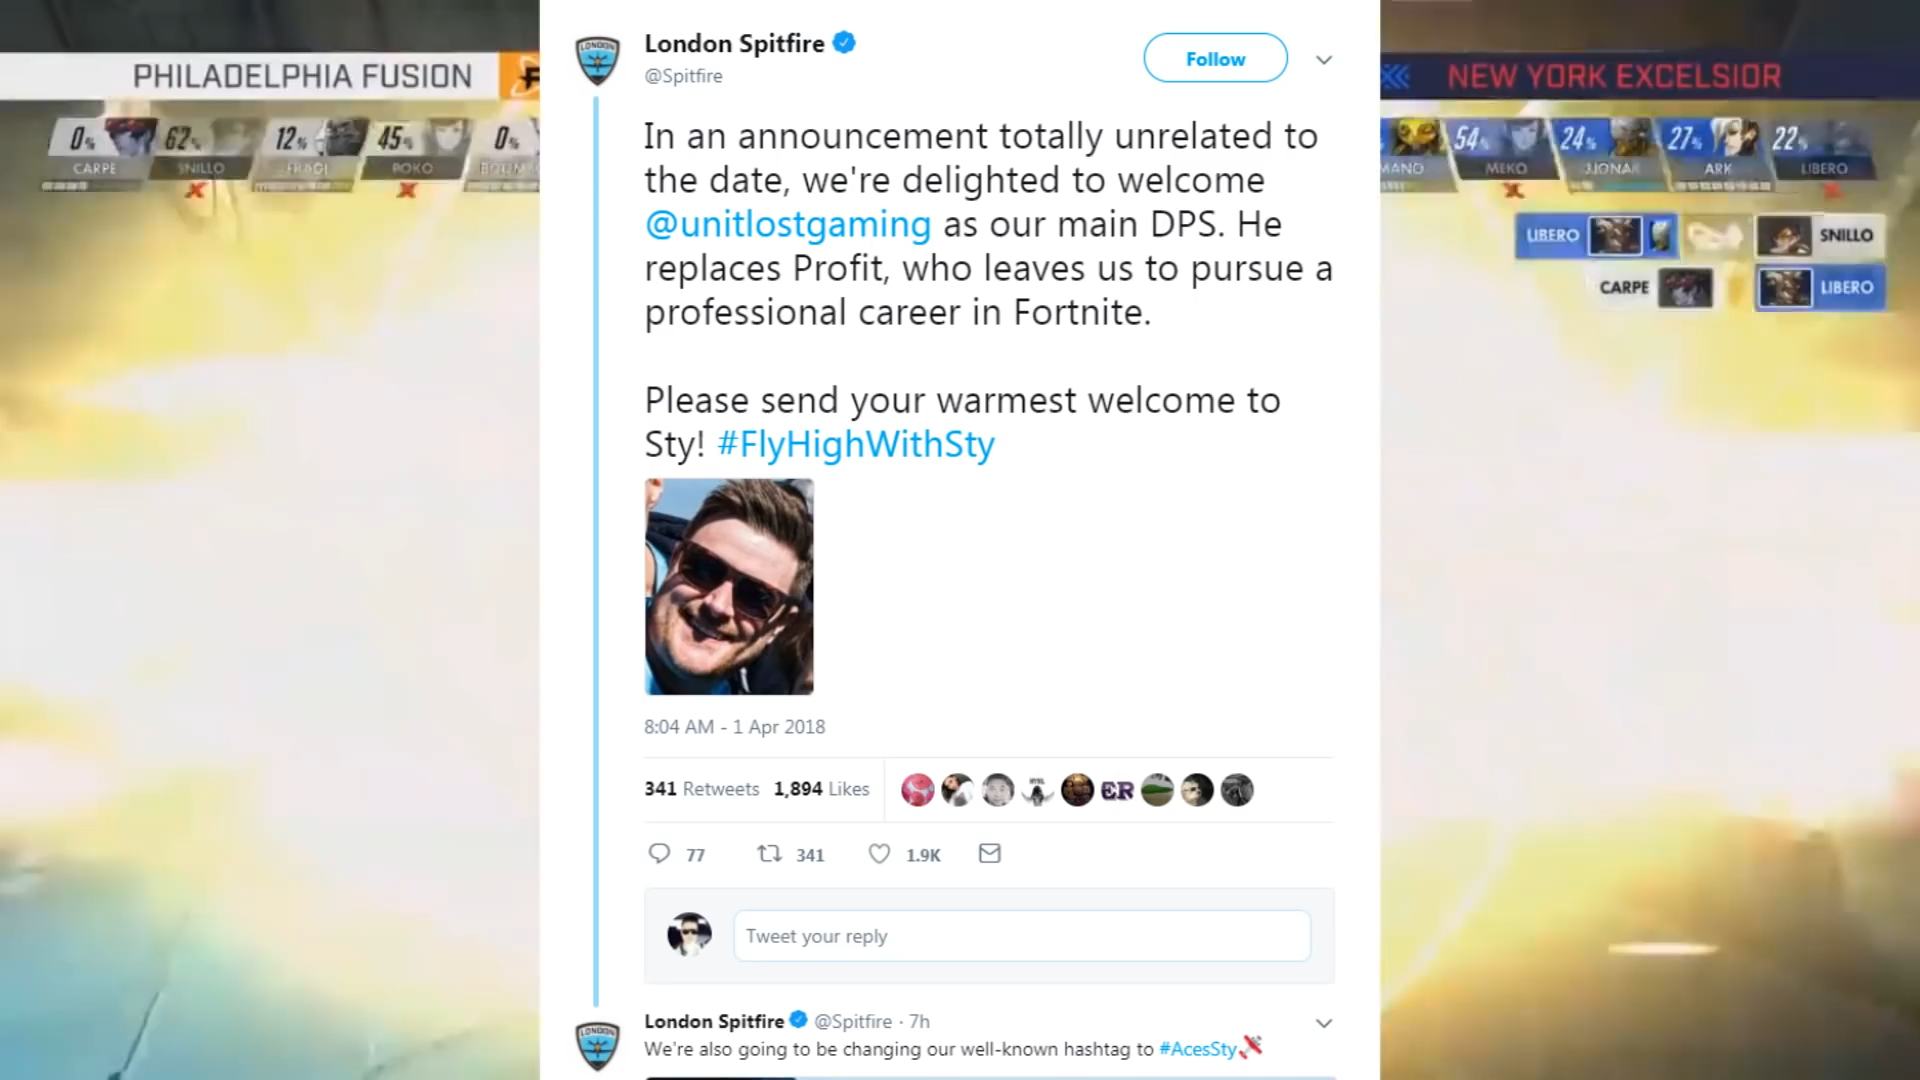 PHILADELPHIA FUSION
0% 62% 12% 45% 0%
CARPE SNILLO POKO
London Spitfire
@Spitfire
Follow
In an announcement totally unrelated to
the date, we're delighted to welcome
@unitlostgaming as our main DPS. He
replaces Profit, who leaves us to pursue a
professional career in Fortnite.
Please send your warmest welcome to
Sty! #FlyHighWithSty
8:04 AM - 1 Apr 2018
341 Retweets 1,894 Likes
ER
77 341 1.9K
Tweet your reply
London Spitfire @Spitfire · 7h
We're also going to be changing our well-known hashtag to #AcesSty
LONDON
LONDON
NEW YORK EXCELSIOR
54% 24% 27% 22%
MANO MEKO JJONAK ARK LIBERO
LIBERO SNILLO
CARPE LIBERO